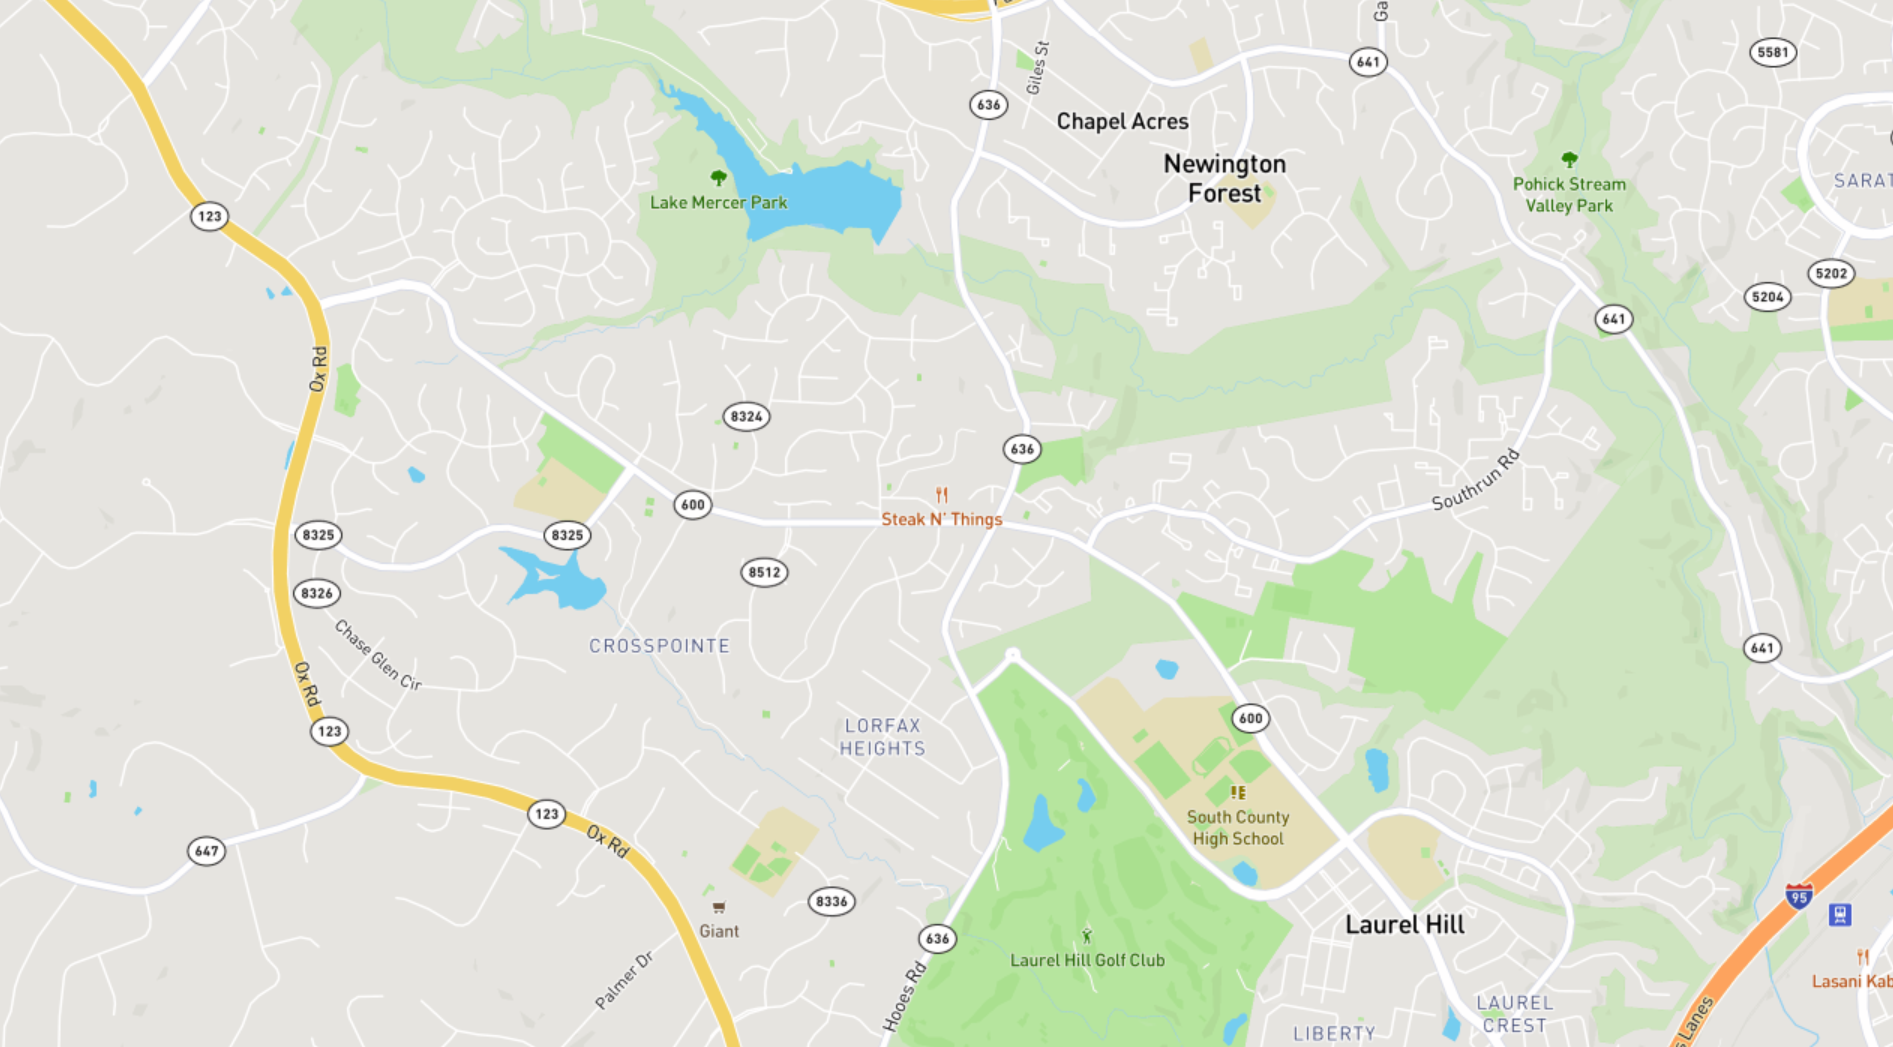 Giles St
641
5581
636
Chapel Acres
Newington
Forest
Pohick Stream
Valley Park
Lake Mercer Park
123
5202
5204
641
Ox Rd
8324
636
Southrun Rd
600
Steak N' Things
8325
8325
8512
8326
Chase Glen Cir
CROSSPOINTE
641
Ox Rd
LORFAX
HEIGHTS
600
123
South County
High School
123
Ox Rd
647
95
8336
Giant
Laurel Hill
636
Laurel Hill Golf Club
Palmer Dr
Hooes Rd
Lasani Kab
LAUREL
CREST
LIBERTY
s Lanes
SARAT
Ga